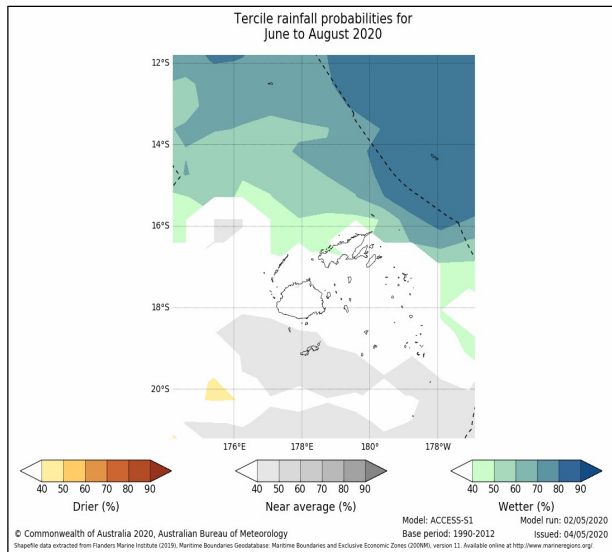 Tercile rainfall probabilities for
June to August 2020
12°S
14°S
16°S
18°S
20°S
176°E 178°E 180° 178°W
40 50 60 70 80 90 40 50 60 70 80 90 40 50 60 70 80 90
Drier (%) Near average (%) Wetter (%)
Model: ACCESS-S1 Model run: 02/05/2020
© Commonwealth of Australia 2020, Australian Bureau of Meteorology Base period: 1990-2012 Issued: 04/05/2020
Shapefile data extracted from Flanders Marine Institute (2019), Maritime Boundaries Geodatabase: Maritime Boundaries and Exclusive Economic Zones (200NM), version 11. Available online at http://www.marineregions.org/.